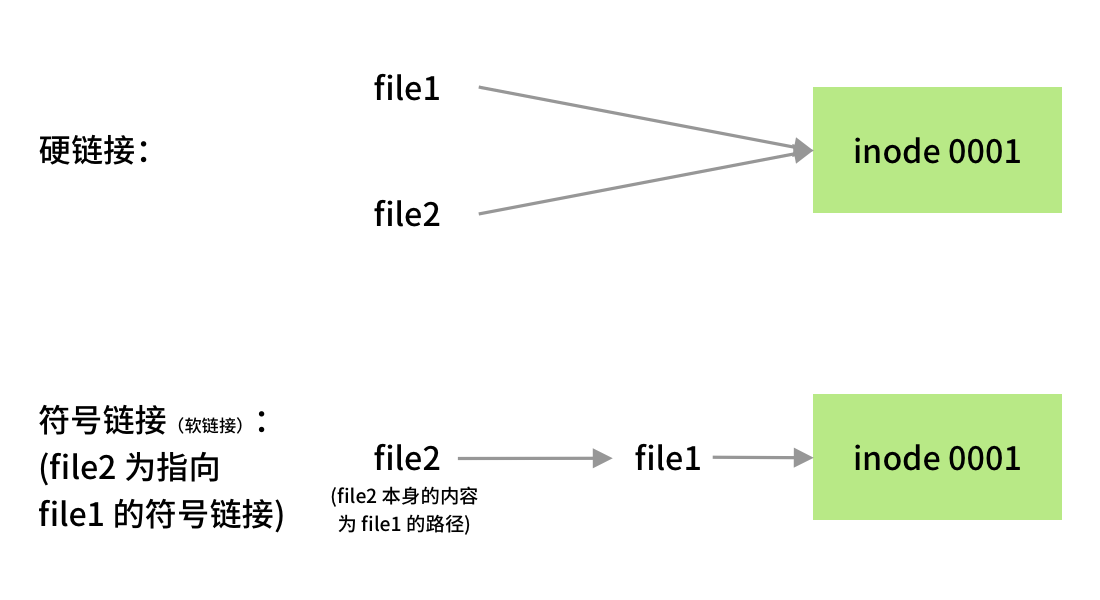 file1
硬链接：
inode 0001
file2
符号链接（软链接）：
(file2 为指向
file1 的符号链接)
file2
(file2 本身的内容
为 file1 的路径)
file1
inode 0001